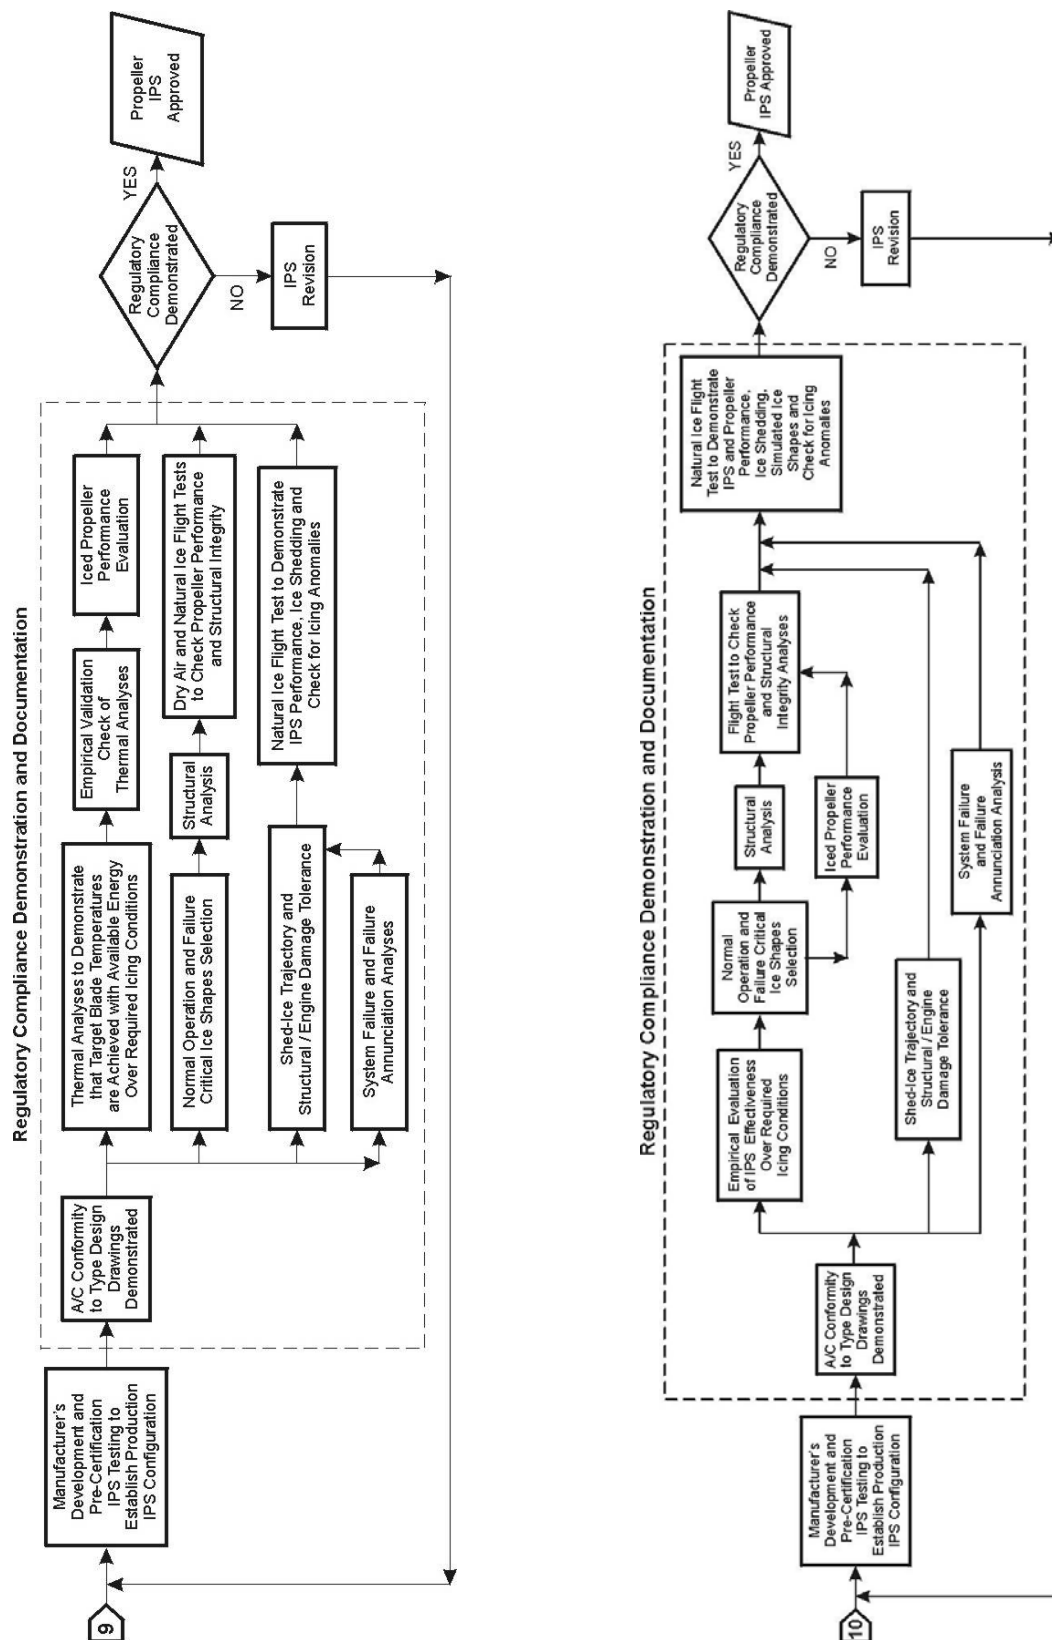 9
Manufacturer's
Development and
Pre-Certification
IPS Testing to
Establish Production
IPS Configuration
Regulatory Compliance Demonstration and Documentation
A/C Conformity
to Type Design
Drawings
Demonstrated
Thermal Analyses to Demonstrate
that Target Blade Temperatures
are Achieved with Available Energy
Over Required Icing Conditions
Empirical Validation
Check of
Thermal Analyses
Iced Propeller
Performance
Evaluation
Normal Operation and Failure
Critical Ice Shapes Selection
Structural
Analysis
Dry Air and Natural Ice Flight Tests
to Check Propeller Performance
and Structural Integrity
Shed-Ice Trajectory and
Structural / Engine Damage Tolerance
Natural Ice Flight Test to Demonstrate
IPS Performance, Ice Shedding and
Check for Icing Anomalies
System Failure and Failure
Annunciation Analyses
Regulatory
Compliance
Demonstrated
YES
Propeller
IPS
Approved
NO
IPS
Revision
10
Manufacturer's
Development and
Pre-Certification
IPS Testing to
Establish Production
IPS Configuration
Regulatory Compliance Demonstration and Documentation
A/C Conformity
to Type Design
Drawings
Demonstrated
Empirical Evaluation
of IPS Effectiveness
Over Required
Icing Conditions
Normal
Operation and
Failure Critical
Ice Shapes
Selection
Structural
Analysis
Flight Test to Check
Propeller Performance
and Structural
Integrity Analyses
Ined Propeller
Performance
Evaluation
Shed-Ice Trajectory and
Structural / Engine
Damage Tolerance
System Failure
and Failure
Annunciation Analysis
Natural Ice Flight
Test to Demonstrate
IPS and Propeller
Performance,
Ice Shedding,
Simulated Ice
Shapes and
Check for Icing
Anomalies
Regulatory
Compliance
Demonstrated
YES
Propeller
IPS Approved
NO
IPS
Revision